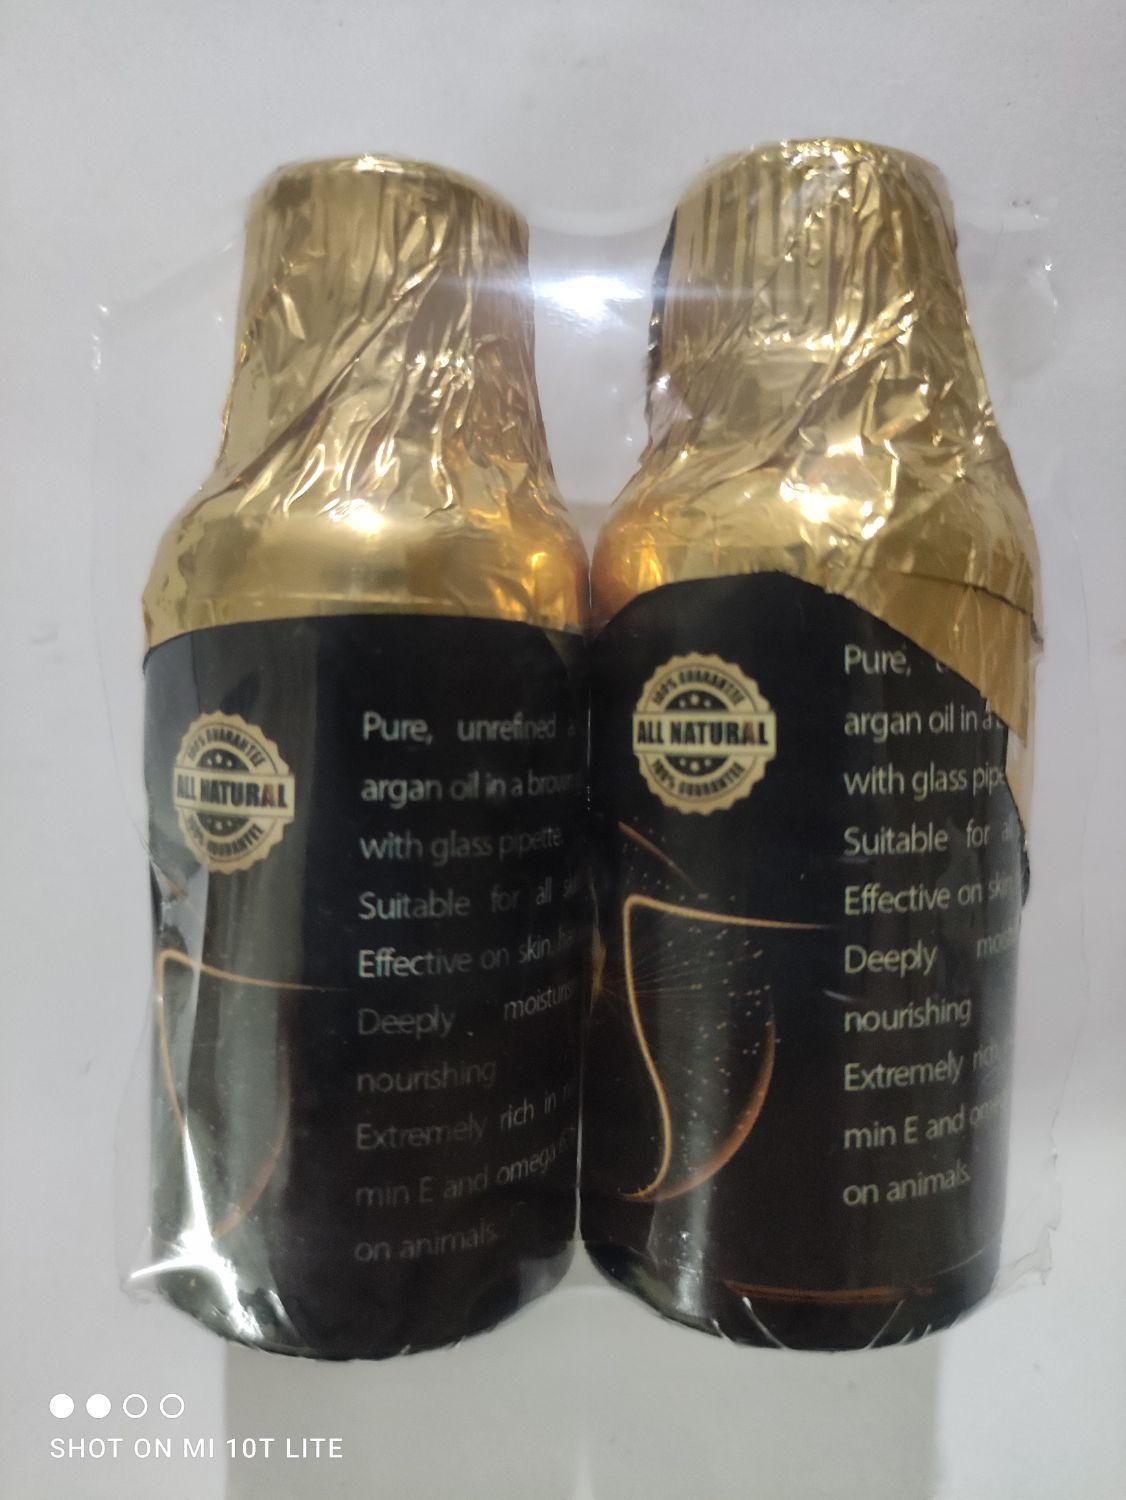 100% GUARANTEE
ALL NATURAL
100% GUARANTEE
Pure, unrefined
argan oil in a brown
with glass pipette.
Suitable for all
Effective on skin,
Deeply
nourishing
Extremely rich in
min E and omega
on animals.
100% GUARANTEE
ALL NATURAL
100% GUARANTEE
Pure,
argan oil in a
with glass
Suitable for
Effective on skin
Deeply
nourishing
Extremely rich
min E and
on animals.
SHOT ON MI 10T LITE